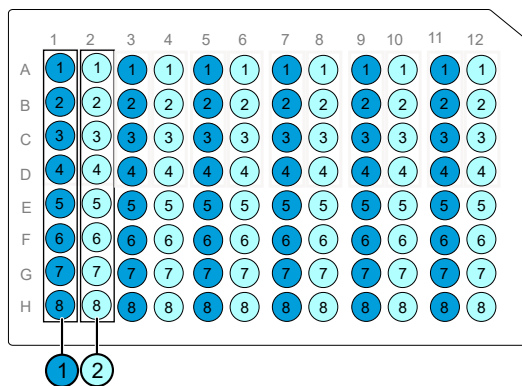 1 2 3 4 5 6 7 8 9 10 11 12
A 1 1 1 1 1 1 1 1 1 1 1 1
B 2 2 2 2 2 2 2 2 2 2 2 2
C 3 3 3 3 3 3 3 3 3 3 3 3
D 4 4 4 4 4 4 4 4 4 4 4 4
E 5 5 5 5 5 5 5 5 5 5 5 5
F 6 6 6 6 6 6 6 6 6 6 6 6
G 7 7 7 7 7 7 7 7 7 7 7 7
H 8 8 8 8 8 8 8 8 8 8 8 8
1 2